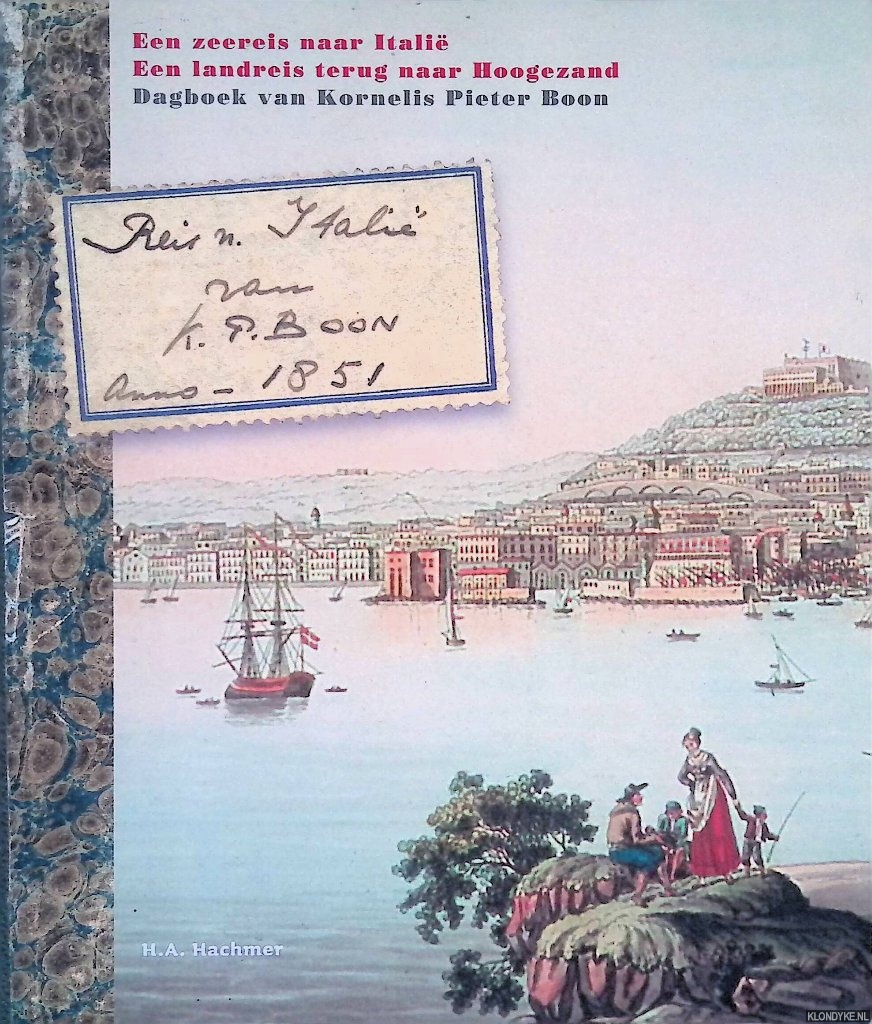 Een zeereis naar Italië
Een landreis terug naar Hoogezand
Dagboek van Kornelis Pieter Boon
Reis n. Italië
van
K. P. BOON
Anno - 1851
H.A. Hachmer
KLONDYKE.NL